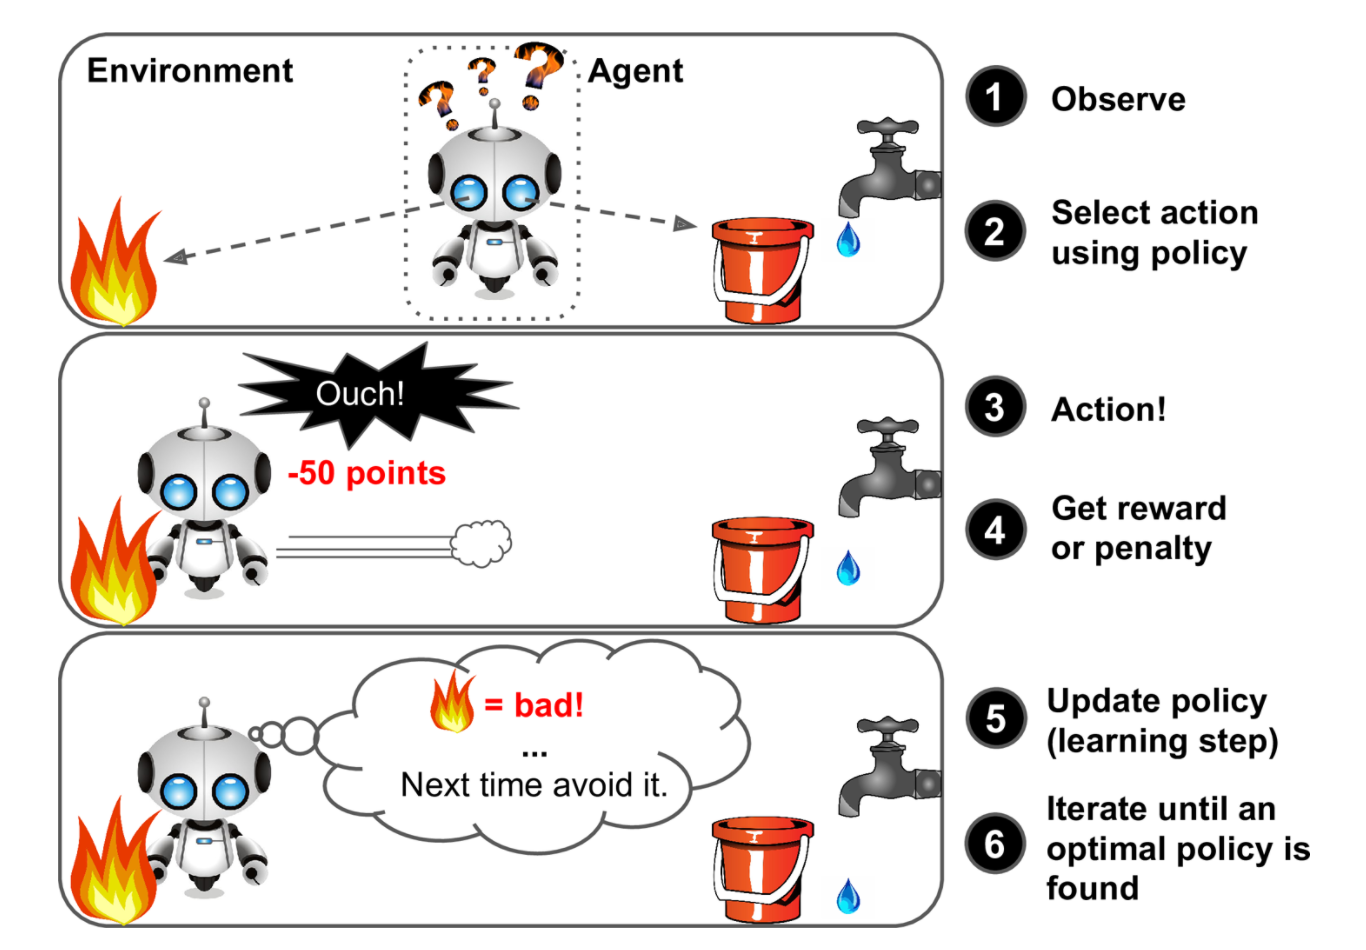 Environment
Agent
1 Observe
2 Select action
using policy
Ouch!
-50 points
3 Action!
4 Get reward
or penalty
= bad!
...
Next time avoid it.
5 Update policy
(learning step)
6 Iterate until an
optimal policy is
found